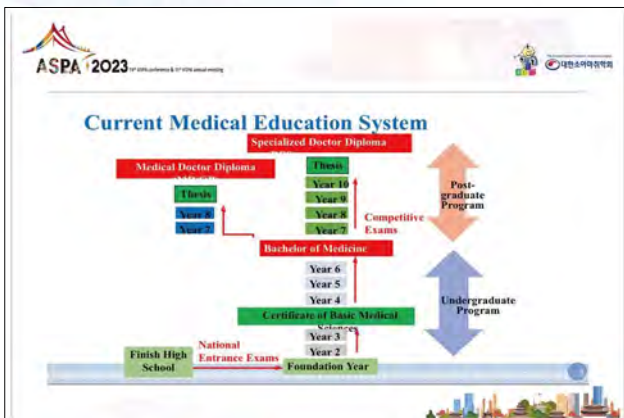 ASPA 2023
대한소아마취학회
Current Medical Education System
Specialized Doctor Diploma
Medical Doctor Diploma
Thesis
Thesis
Year 10
Year 9
Year 8
Year 7
Year 8
Year 7
Competitive
Exams
Post-
graduate
Program
Bachelor of Medicine
Year 6
Year 5
Year 4
Undergraduate
Program
Certificate of Basic Medical
Sciences
Year 3
Year 2
National
Entrance Exams
Finish High
School
Foundation Year